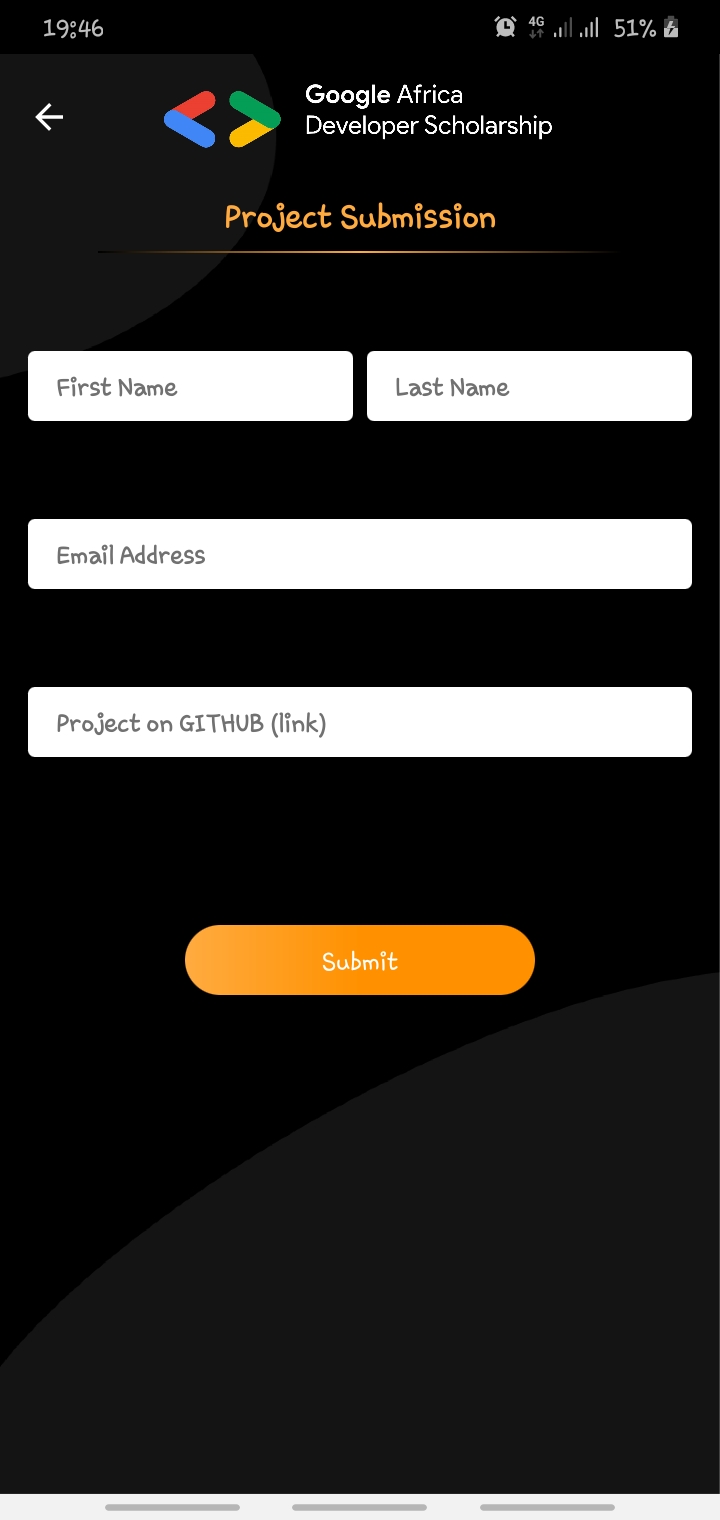 19:46 4G 51%
Google Africa
Developer Scholarship
Project Submission
First Name Last Name
Email Address
Project on GITHUB (link)
Submit